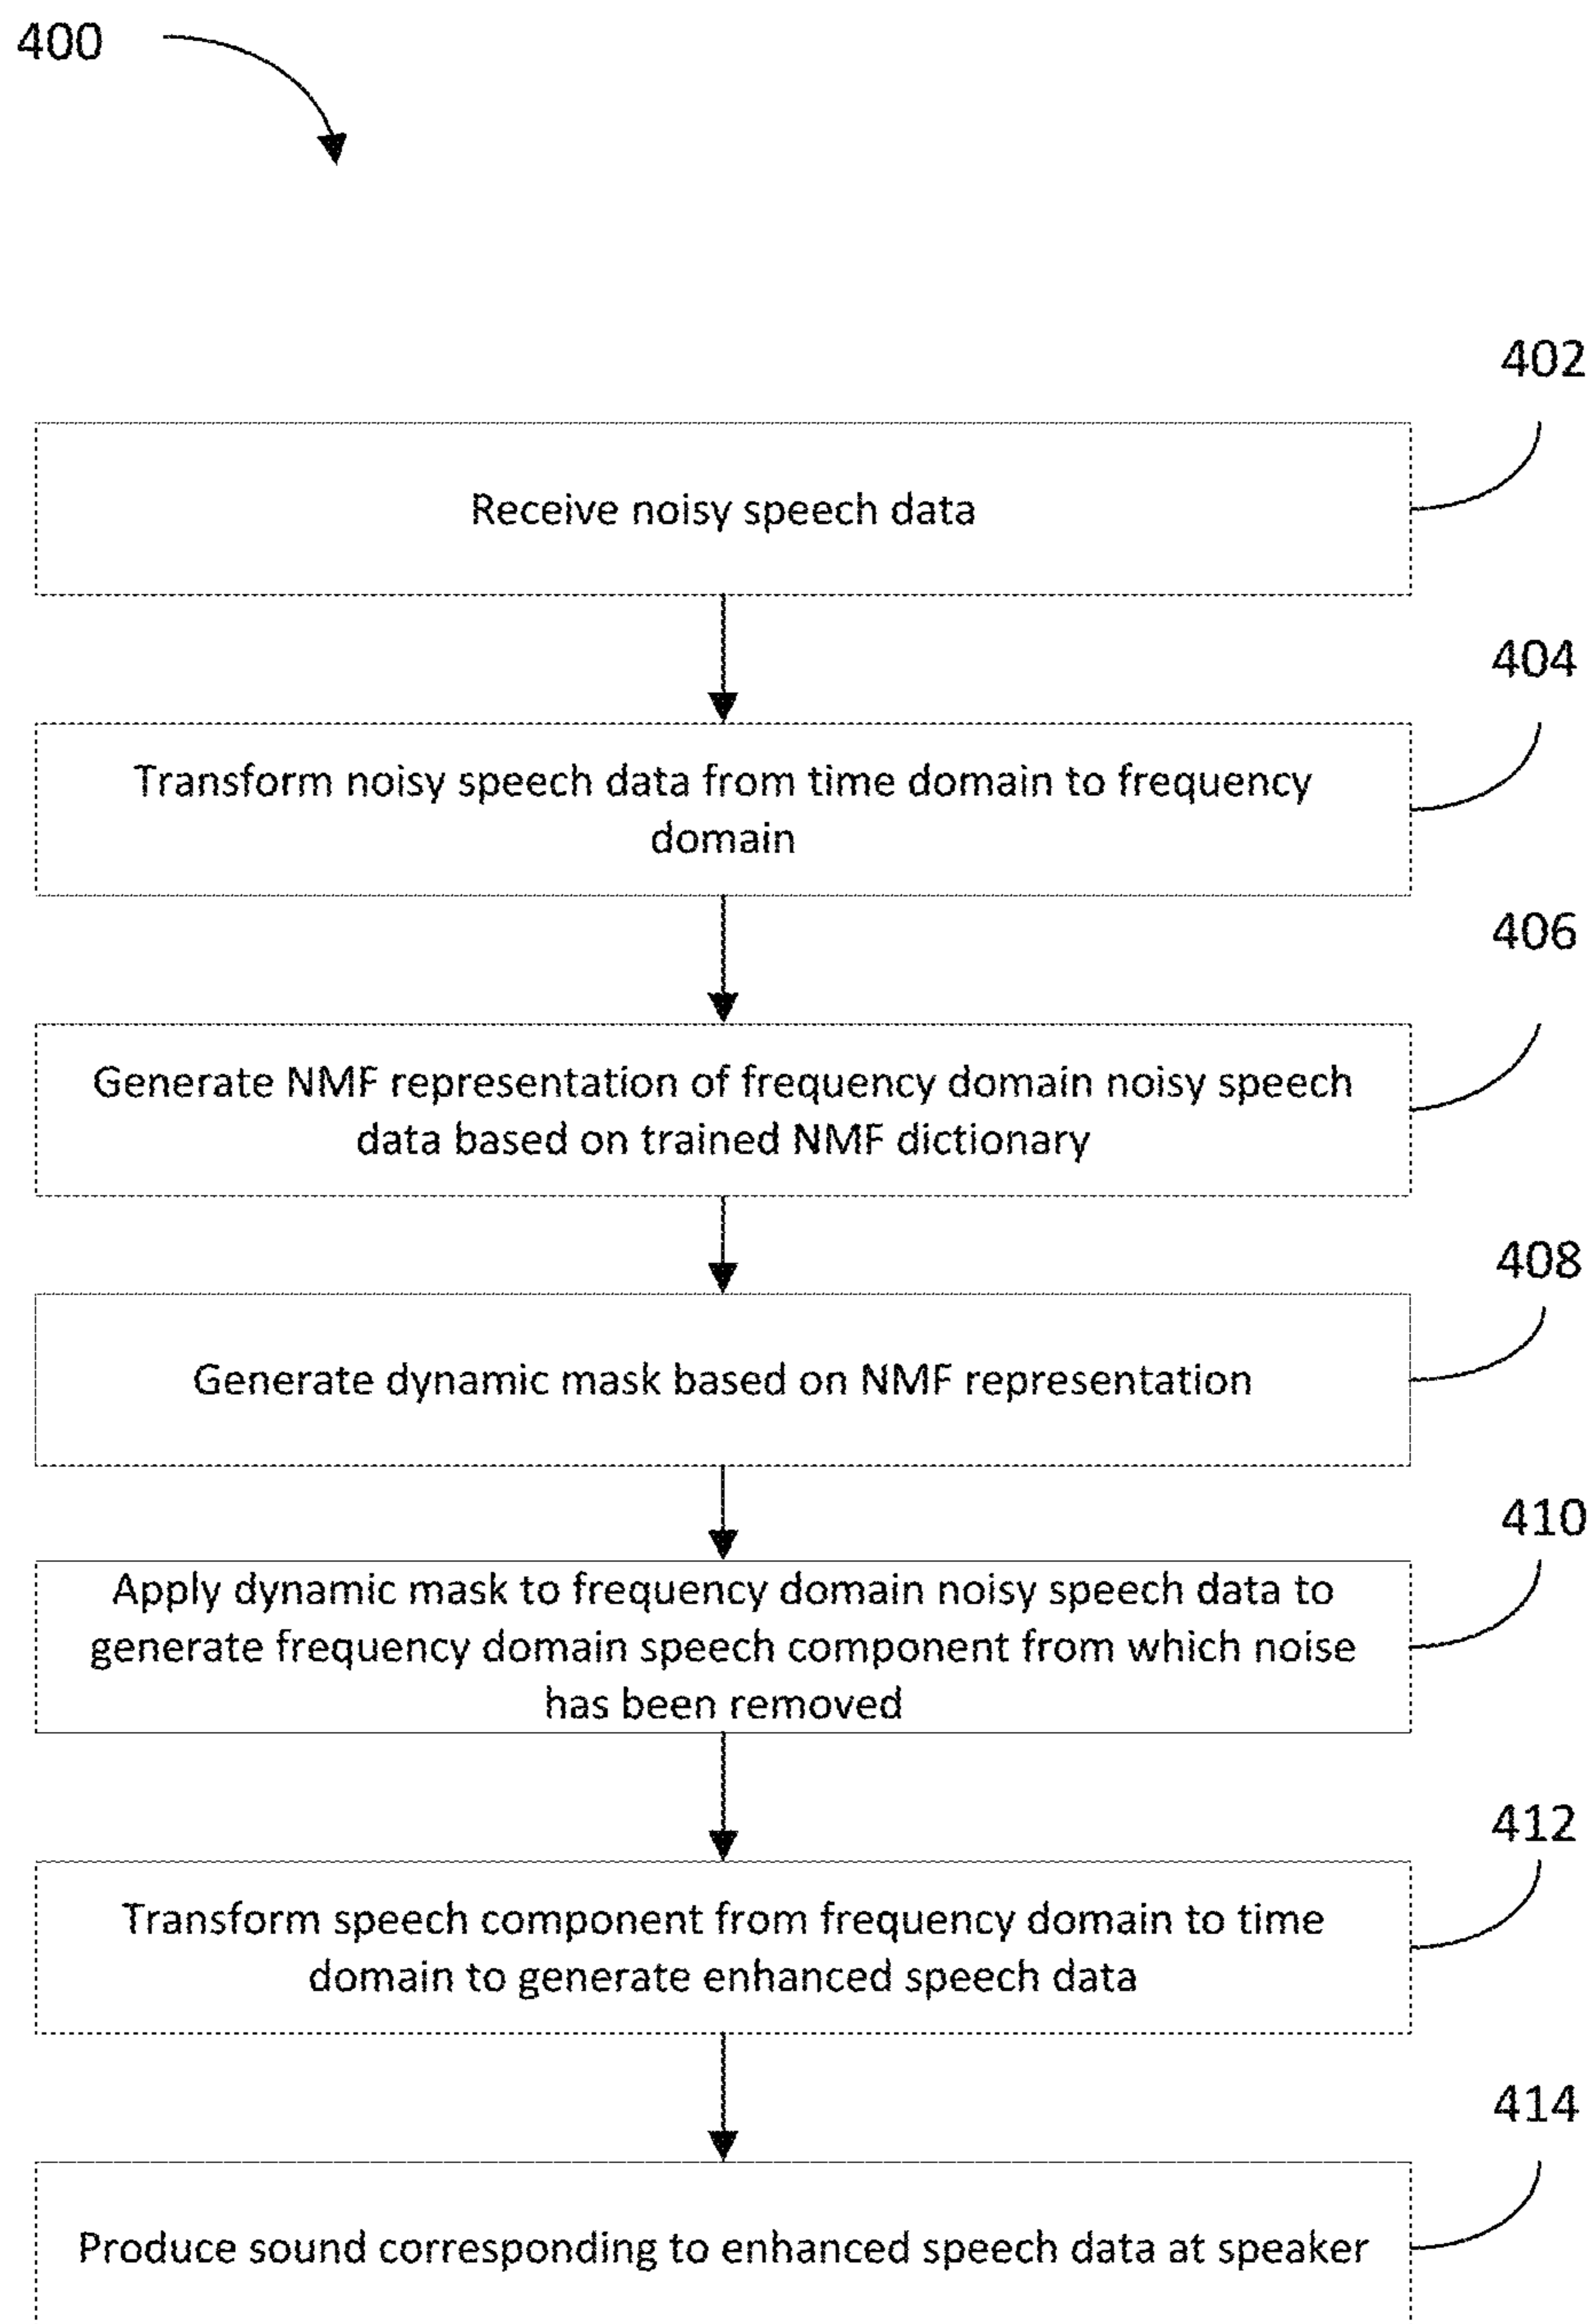 400
402
Receive noisy speech data
404
Transform noisy speech data from time domain to frequency
domain
406
Generate NMF representation of frequency domain noisy speech
data based on trained NMF dictionary
408
Generate dynamic mask based on NMF representation
410
Apply dynamic mask to frequency domain noisy speech data to
generate frequency domain speech component from which noise
has been removed
412
Transform speech component from frequency domain to time
domain to generate enhanced speech data
414
Produce sound corresponding to enhanced speech data at speaker